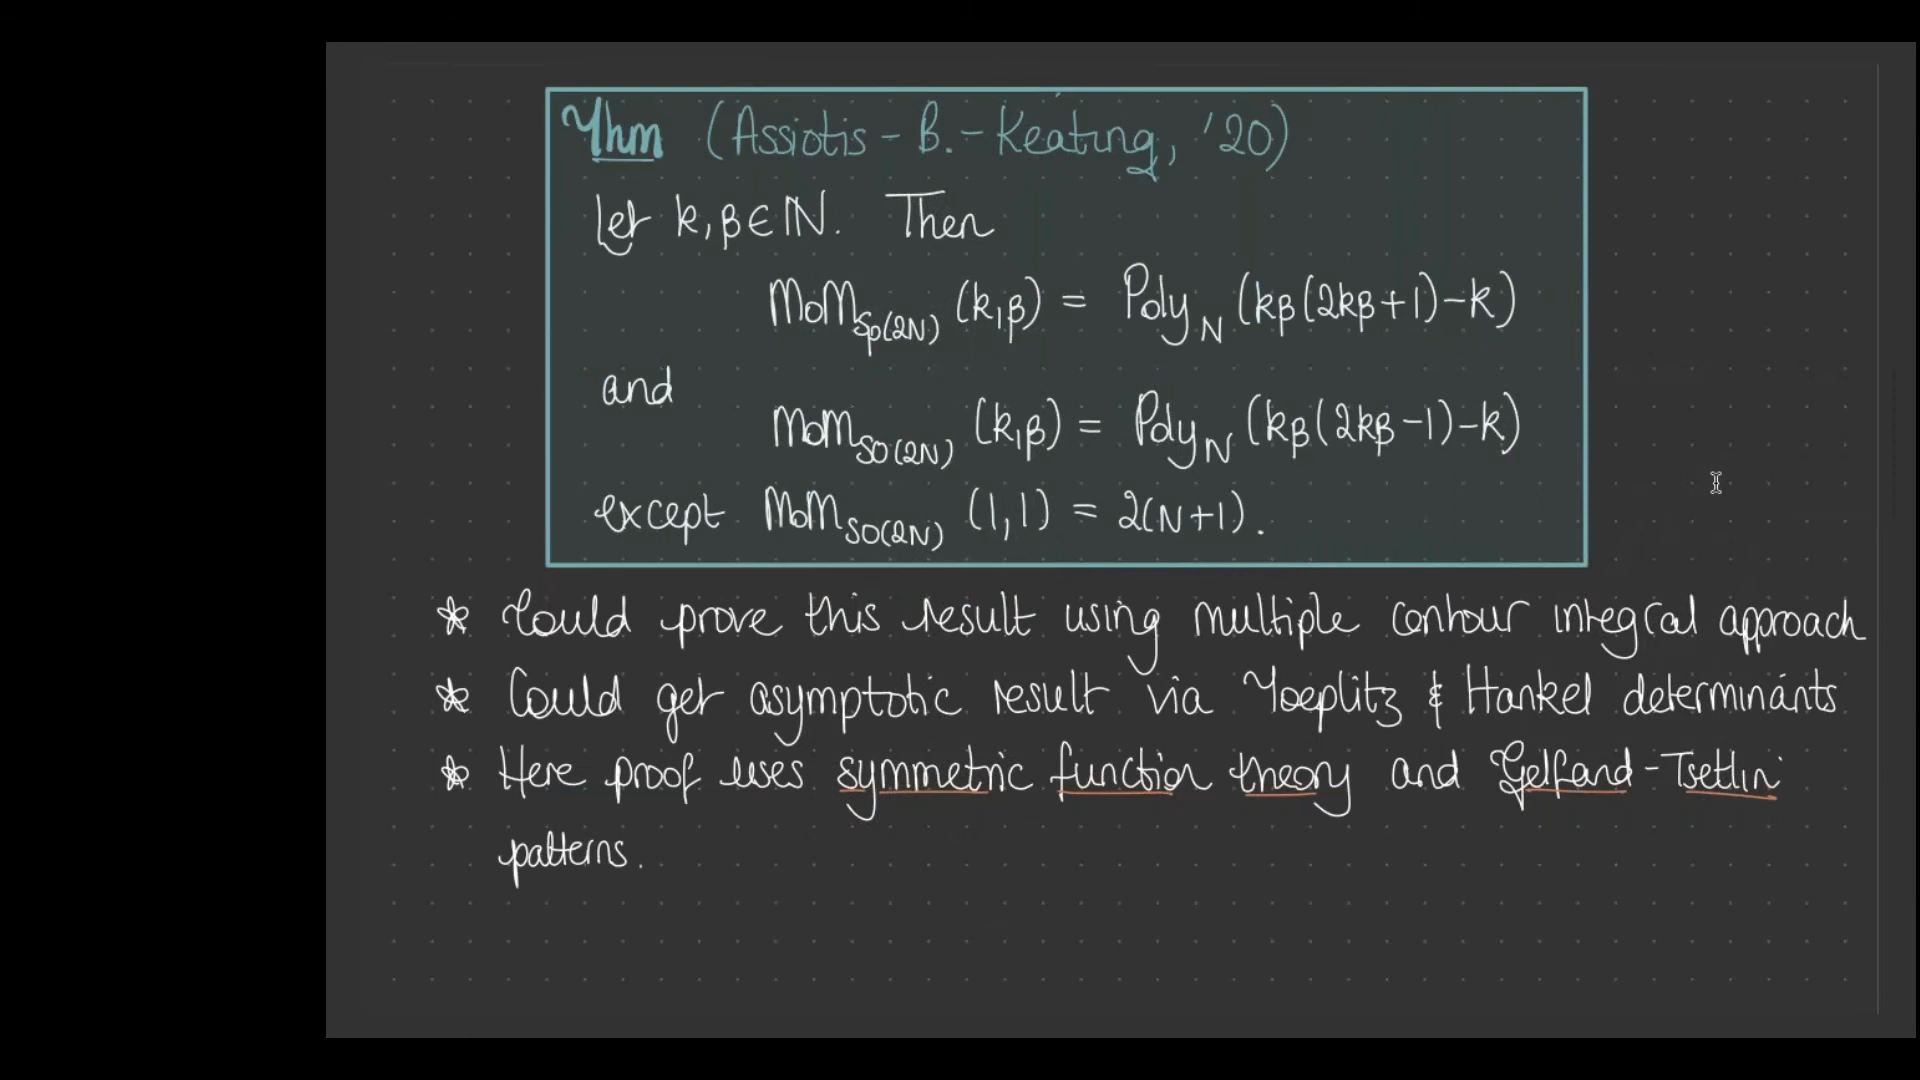 Thm (Assiotis - B. - Keating, '20)
Let k, β ∈ ℕ. Then
MoM_{Sp(2N)} (k, β) = Poly_N (kβ(2kβ+1)-k)
and
MoM_{SO(2N)} (k, β) = Poly_N (kβ(2kβ-1)-k)
except MoM_{SO(2N)} (1, 1) = 2(N+1).
* Could prove this result using multiple contour integral approach
* Could get asymptotic result via Toeplitz & Hankel determinants
* Here proof uses symmetric function theory and Gelfand-Tsetlin
patterns.